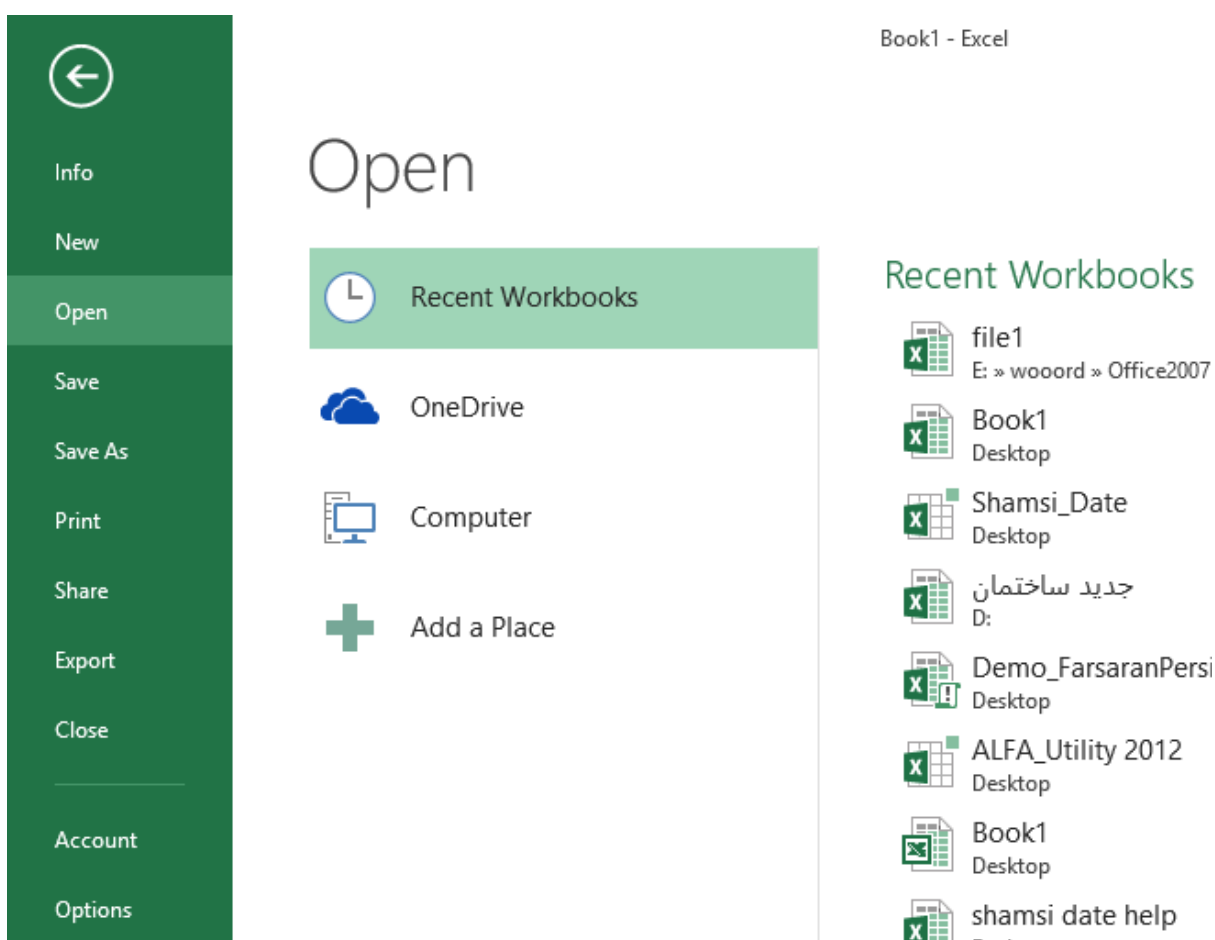 Book1 - Excel
Info
New
Open
Save
Save As
Print
Share
Export
Close
Account
Options
Open
Recent Workbooks
OneDrive
Computer
Add a Place
Recent Workbooks
file1
E: » wooord » Office2007
Book1
Desktop
Shamsi_Date
Desktop
جدید ساختمان
D:
Demo_FarsaranPersi
Desktop
ALFA_Utility 2012
Desktop
Book1
Desktop
shamsi date help